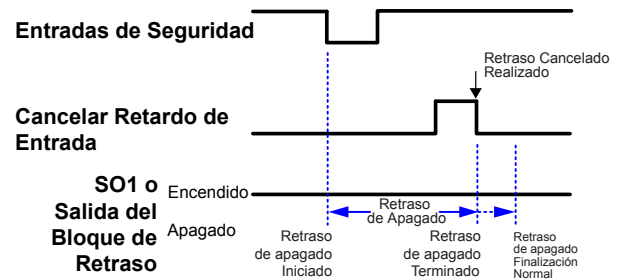 Entradas de Seguridad
Retraso Cancelado
Realizado
Cancelar Retardo de
Entrada
SO1 o
Salida del
Bloque de
Retraso
Encendido
Apagado
Retraso
de Apagado
Retraso
de apagado
Iniciado
Retraso
de apagado
Terminado
Retraso
de apagado
Finalización
Normal